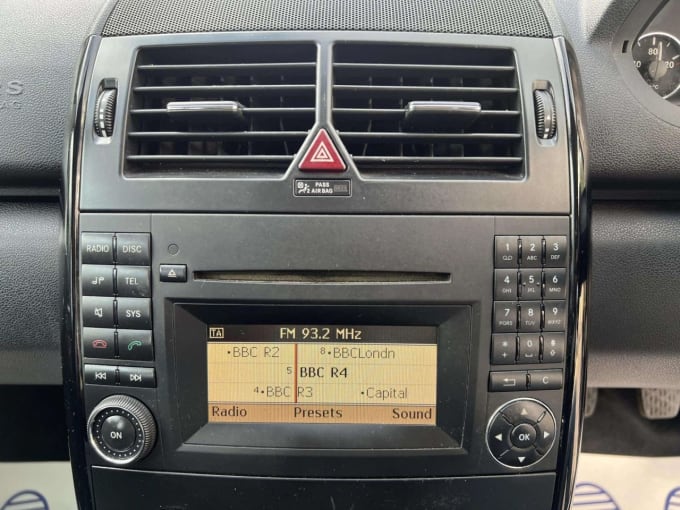 S
BAG
80
PASS
2 AIRBAG
RADIO DISC
TEL
SYS
ON
TA FM 93.2 MHz
•BBC R2 8•BBCLondn
5 BBC R4
4•BBC R3 •Capital
Radio Presets Sound
1 2 ABC 3 DEF
4 GHI 5 JKL 6 MNO
7 PQRS 8 TUV 9 WXYZ
* 0 #
C
OK